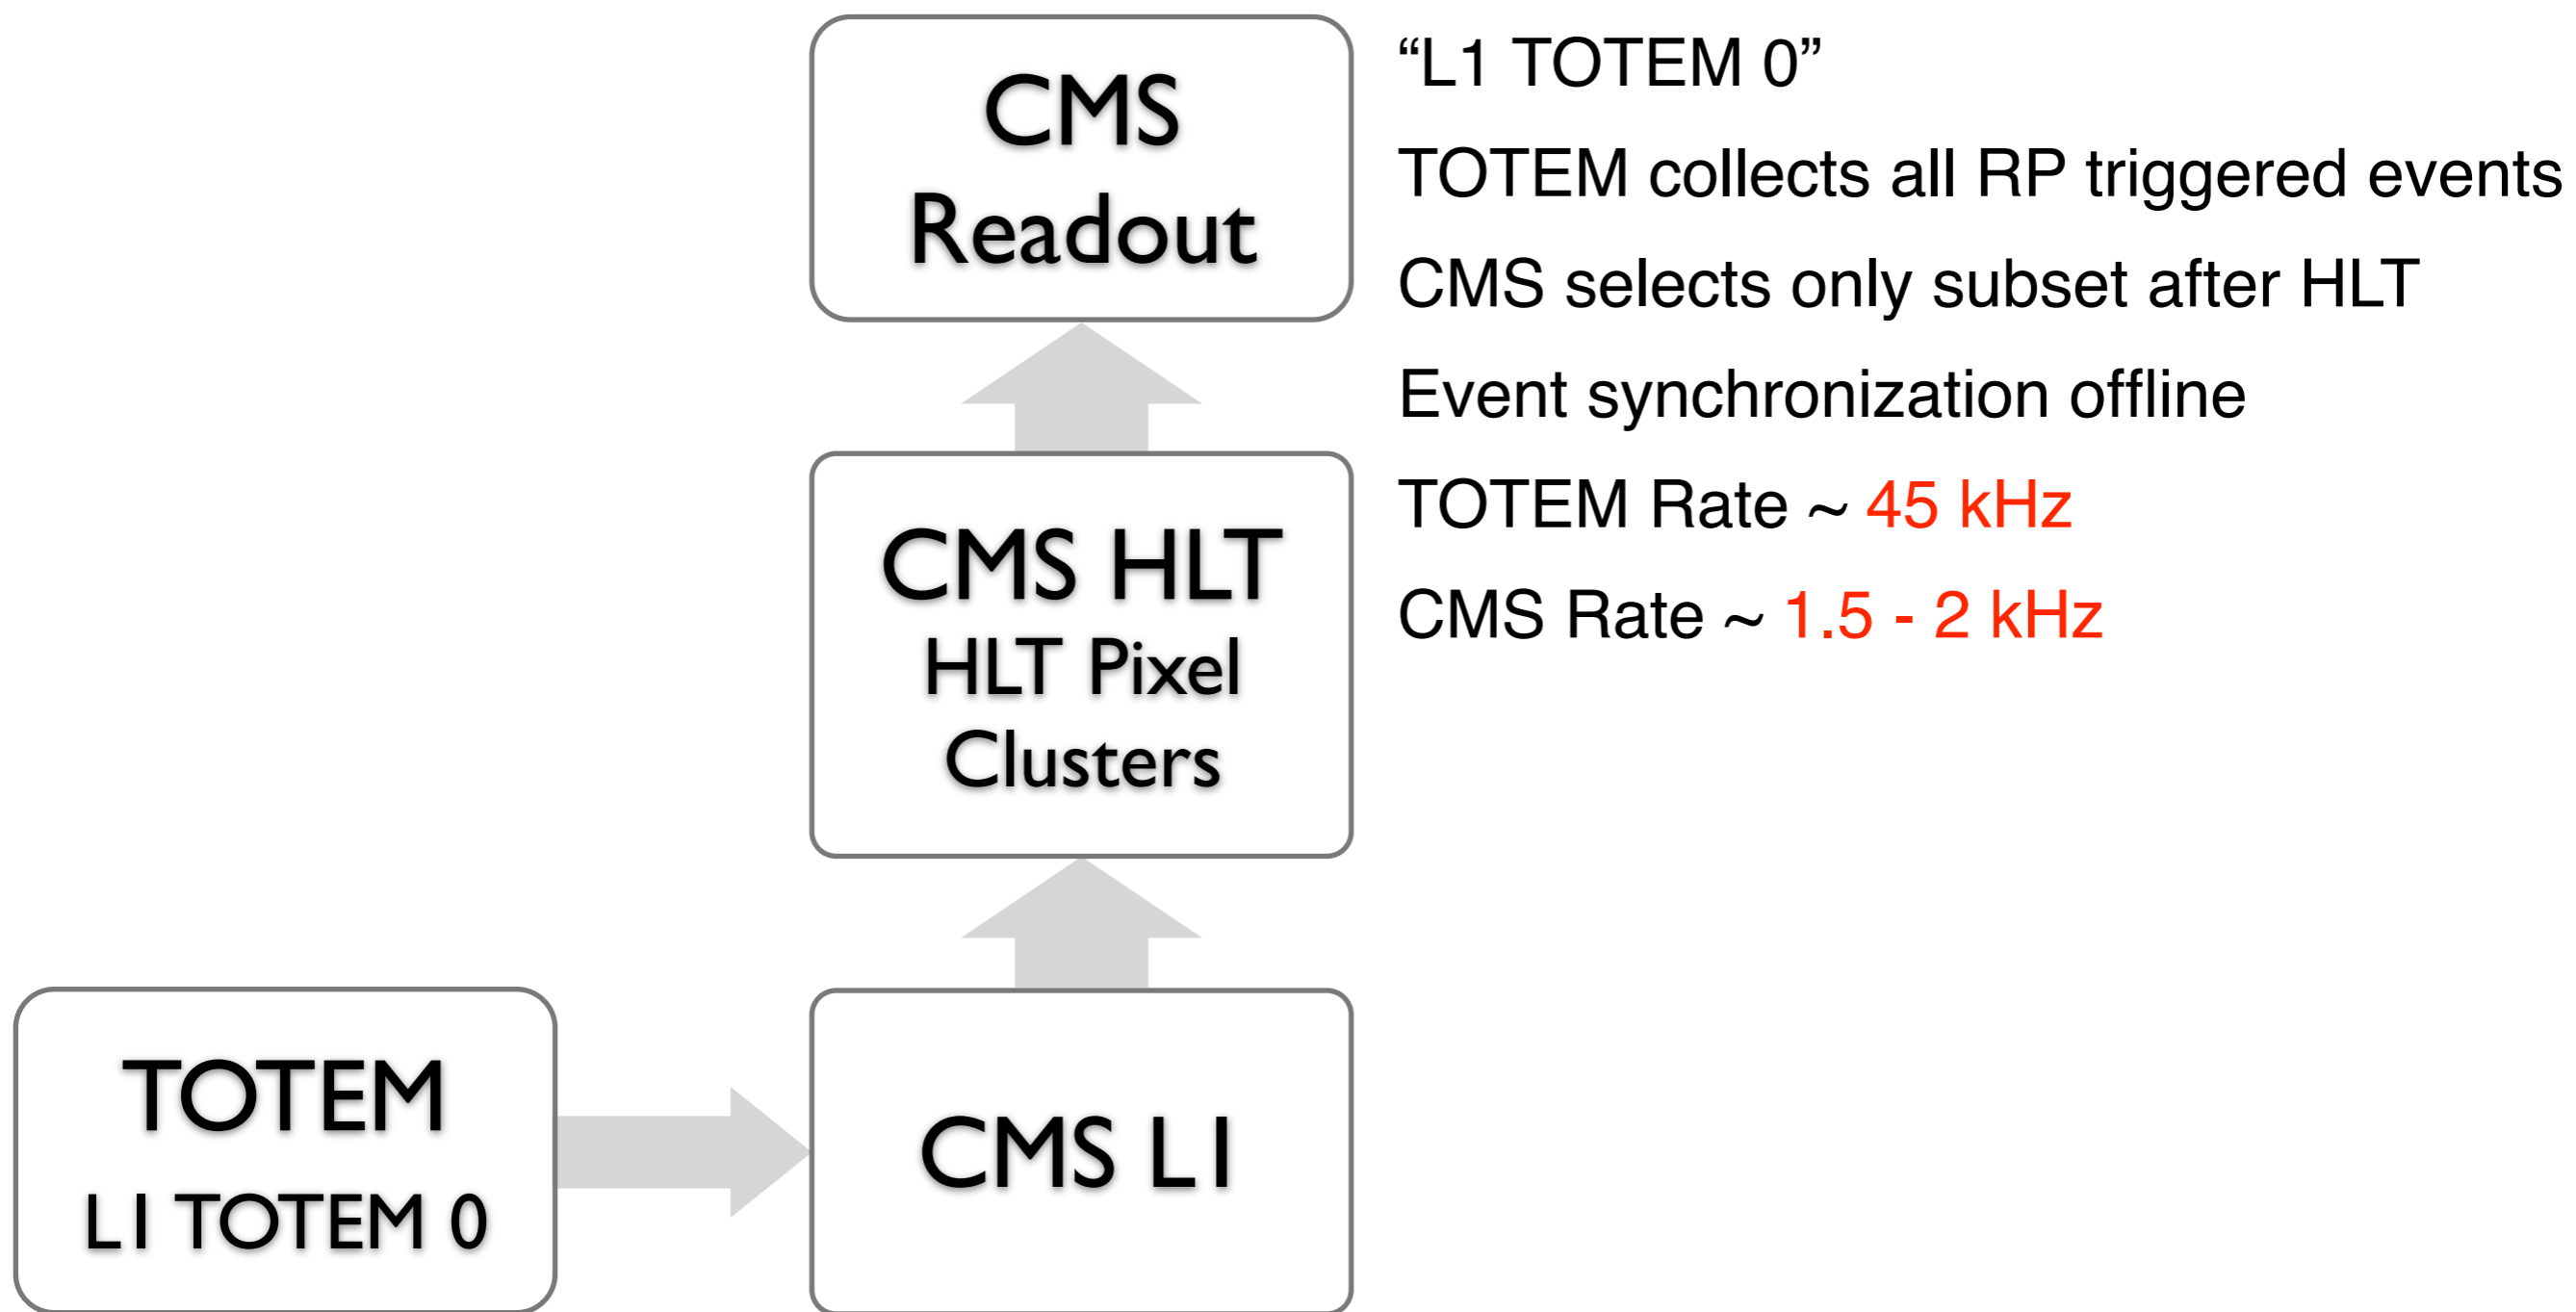 CMS
Readout
“L1 TOTEM 0”
TOTEM collects all RP triggered events
CMS selects only subset after HLT
Event synchronization offline
TOTEM Rate ~ 45 kHz
CMS Rate ~ 1.5 - 2 kHz
CMS HLT
HLT Pixel
Clusters
TOTEM
L1 TOTEM 0
CMS L1